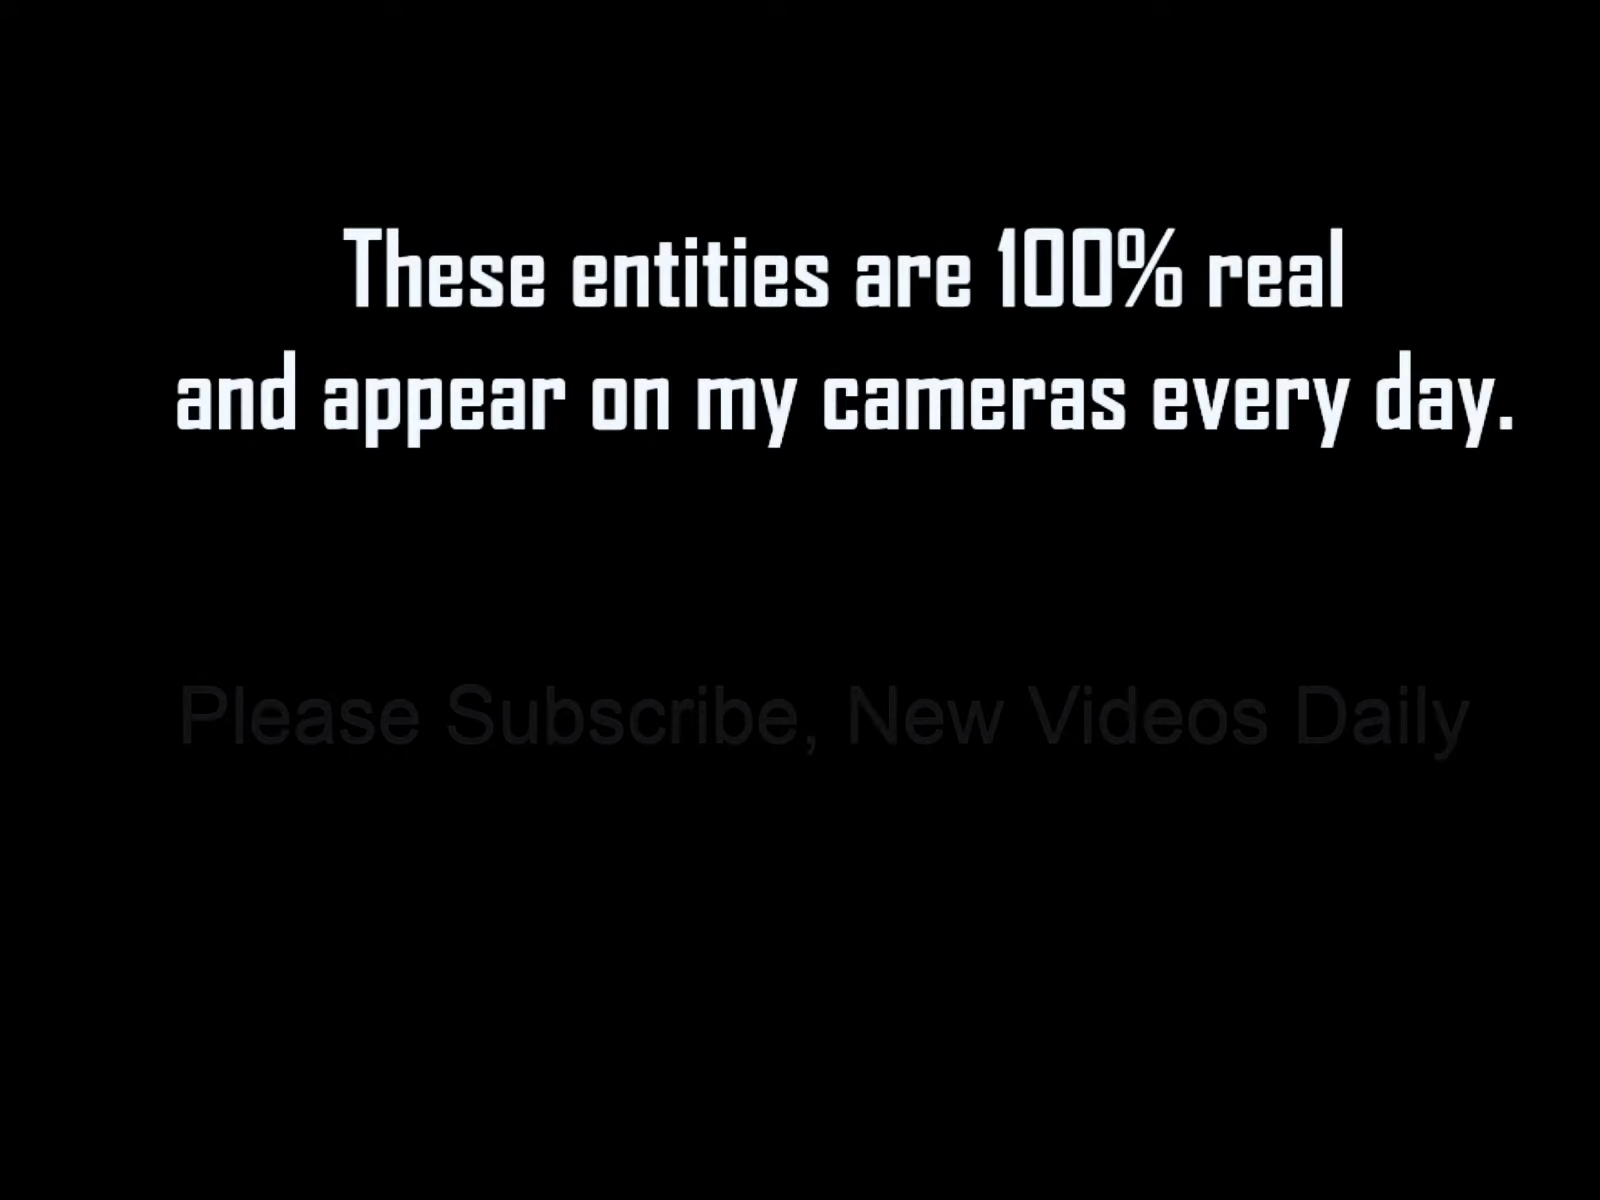 These entities are 100% real
and appear on my cameras every day.
Please Subscribe, New Videos Daily